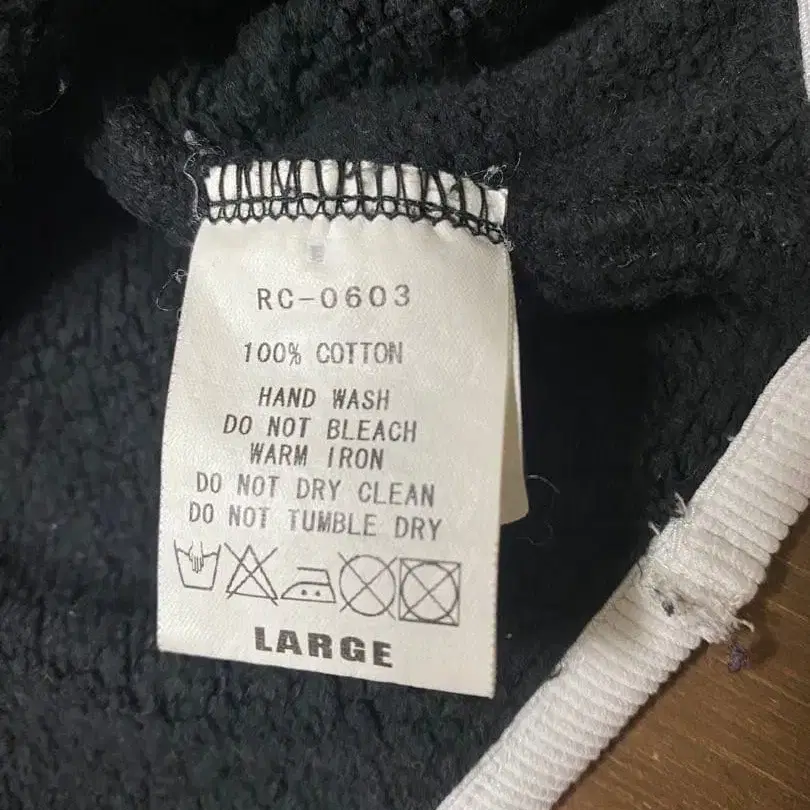 RC-0603
100% COTTON
HAND WASH
DO NOT BLEACH
WARM IRON
DO NOT DRY CLEAN
DO NOT TUMBLE DRY
LARGE